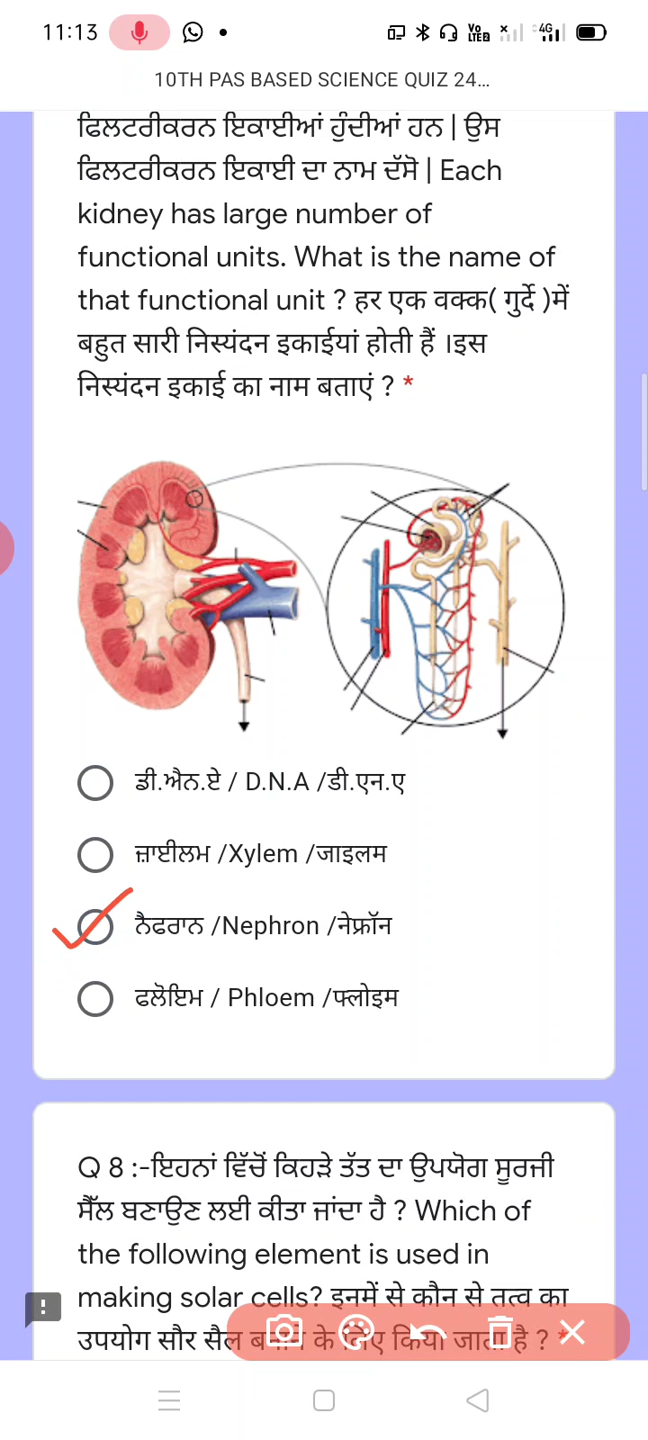 11:13
Vo
LTE2
4G
10TH PAS BASED SCIENCE QUIZ 24...
ਫਿਲਟਰੀਕਰਨ ਇਕਾਈਆਂ ਹੁੰਦੀਆਂ ਹਨ | ਉਸ
ਫਿਲਟਰੀਕਰਨ ਇਕਾਈ ਦਾ ਨਾਮ ਦੱਸੋ | Each
kidney has large number of
functional units. What is the name of
that functional unit ? हर एक वक्क( गुर्दे )में
बहुत सारी निस्यंदन इकाईयां होती हैं ।इस
निस्यंदन इकाई का नाम बताएं ? *
ਡੀ.ਐਨ.ਏ / D.N.A /डी.एन.ए
ਜ਼ਾਈਲਮ /Xylem /जाइलम
ਨੈਫਰਾਨ /Nephron /नेफ्रॉन
ਫਲੋਇਮ / Phloem /फ्लोइम
Q 8 :-ਇਹਨਾਂ ਵਿੱਚੋਂ ਕਿਹੜੇ ਤੱਤ ਦਾ ਉਪਯੋਗ ਸੂਰਜੀ
ਸੈੱਲ ਬਣਾਉਣ ਲਈ ਕੀਤਾ ਜਾਂਦਾ ਹੈ ? Which of
the following element is used in
making solar cells? इनमें से कौन से तत्व का
उपयोग सौर सैल बनाने के लिए किया जाता है ? *